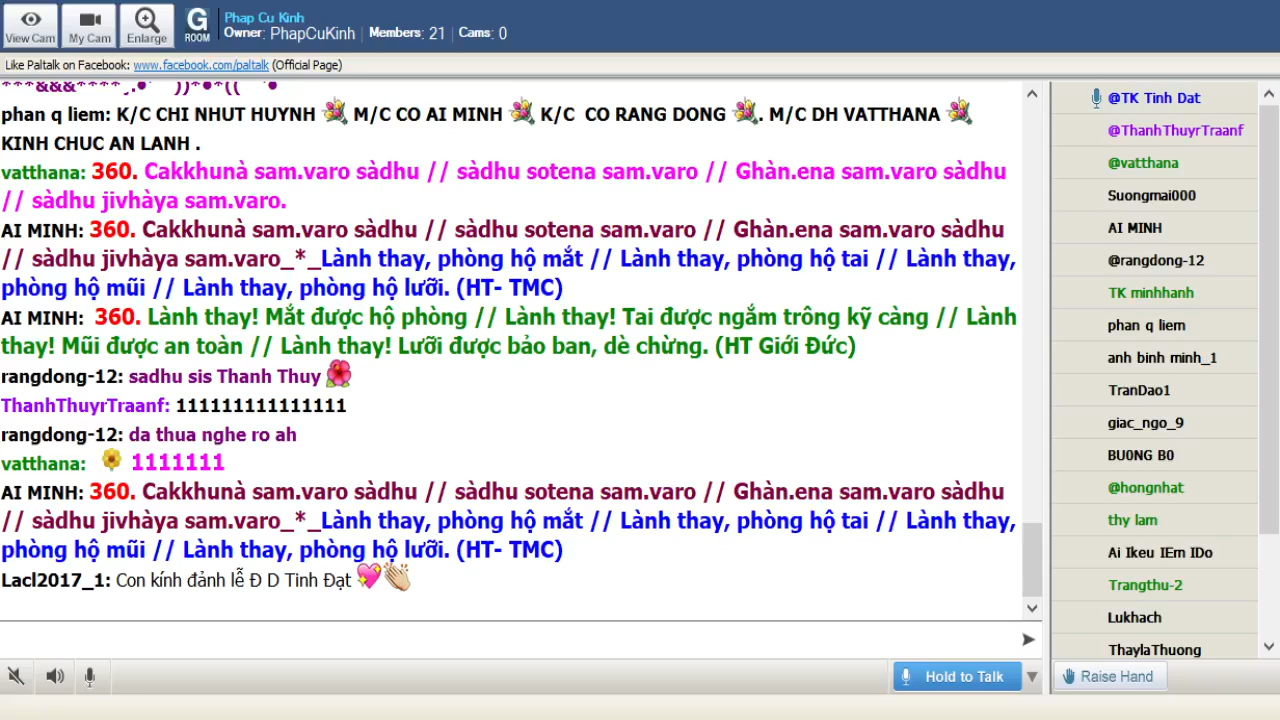 View Cam
My Cam
Enlarge
G
ROOM
Phap Cu Kinh
Owner: PhapCuKinh | Members: 21 | Cams: 0
Like Paltalk on Facebook: www.facebook.com/paltalk (Official Page)
phan q liem: K/C CHI NHUT HUYNH M/C CO AI MINH K/C CO RANG DONG . M/C DH VATTHANA
KINH CHUC AN LANH .
vatthana: 360. Cakkhunà sam.varo sàdhu // sàdhu sotena sam.varo // Ghàn.ena sam.varo sàdhu
// sàdhu jivhàya sam.varo.
AI MINH: 360. Cakkhunà sam.varo sàdhu // sàdhu sotena sam.varo // Ghàn.ena sam.varo sàdhu
// sàdhu jivhàya sam.varo_*_Lành thay, phòng hộ mắt // Lành thay, phòng hộ tai // Lành thay,
phòng hộ mũi // Lành thay, phòng hộ lưỡi. (HT- TMC)
AI MINH: 360. Lành thay! Mắt được hộ phòng // Lành thay! Tai được ngắm trông kỹ càng // Lành
thay! Mũi được an toàn // Lành thay! Lưỡi được bảo ban, dè chừng. (HT Giới Đức)
rangdong-12: sadhu sis Thanh Thuy
ThanhThuyrTraanf: 111111111111111
rangdong-12: da thua nghe ro ah
vatthana: 1111111
AI MINH: 360. Cakkhunà sam.varo sàdhu // sàdhu sotena sam.varo // Ghàn.ena sam.varo sàdhu
// sàdhu jivhàya sam.varo_*_Lành thay, phòng hộ mắt // Lành thay, phòng hộ tai // Lành thay,
phòng hộ mũi // Lành thay, phòng hộ lưỡi. (HT- TMC)
Lacl2017_1: Con kính đảnh lễ Đ D Tinh Đạt
Hold to Talk
@TK Tinh Dat
@ThanhThuyrTraanf
@vatthana
Suongmai000
AI MINH
@rangdong-12
TK minhhanh
phan q liem
anh binh minh_1
TranDao1
giac_ngo_9
BU0NG B0
@hongnhat
thy lam
Ai Ikeu IEm IDo
Trangthu-2
Lukhach
ThaylaThuong
Raise Hand